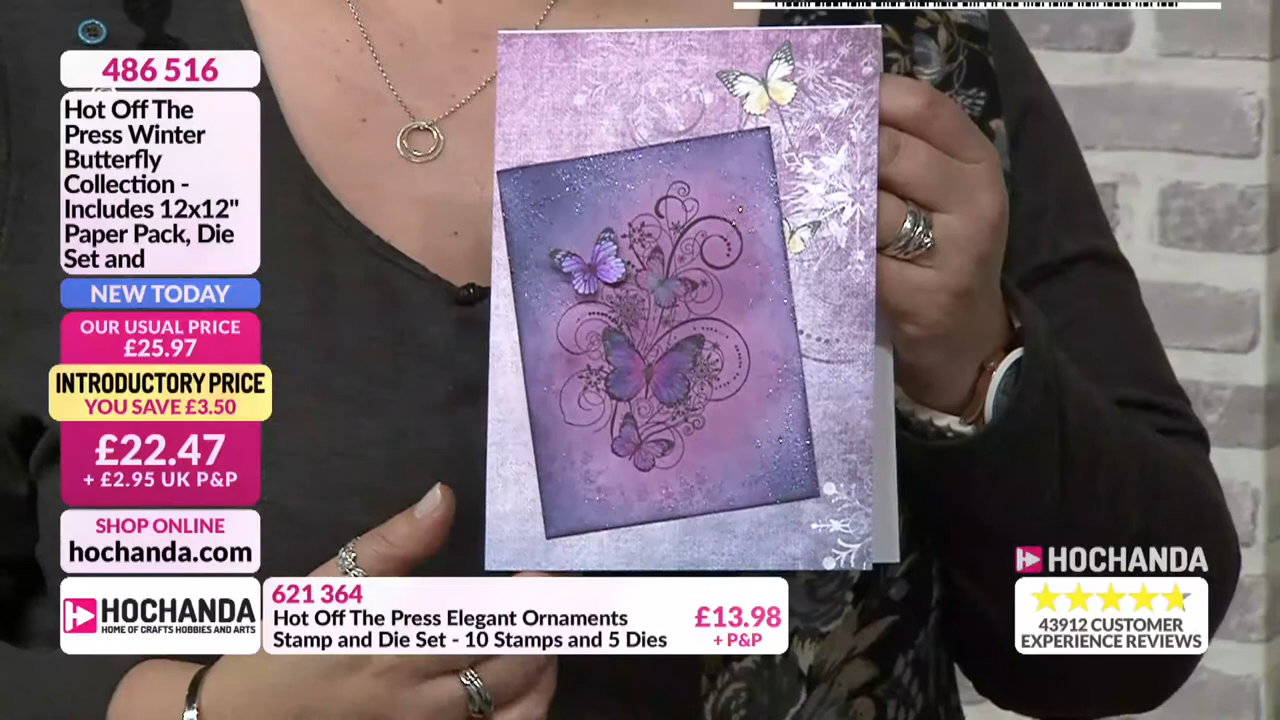 486 516
Hot Off The
Press Winter
Butterfly
Collection -
Includes 12x12"
Paper Pack, Die
Set and
NEW TODAY
OUR USUAL PRICE
£25.97
INTRODUCTORY PRICE
YOU SAVE £3.50
£22.47
+ £2.95 UK P&P
SHOP ONLINE
hochanda.com
HOCHANDA
HOME OF CRAFTS HOBBIES AND ARTS
621 364
Hot Off The Press Elegant Ornaments
Stamp and Die Set - 10 Stamps and 5 Dies
£13.98
+ P&P
HOCHANDA
43912 CUSTOMER
EXPERIENCE REVIEWS